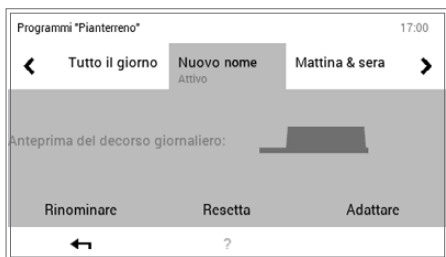 Programmi "Pianterreno" 17:00
Tutto il giorno Nuovo nome Mattina & sera
Attivo
Anteprima del decorso giornaliero:
Rinominare Resetta Adattare
?